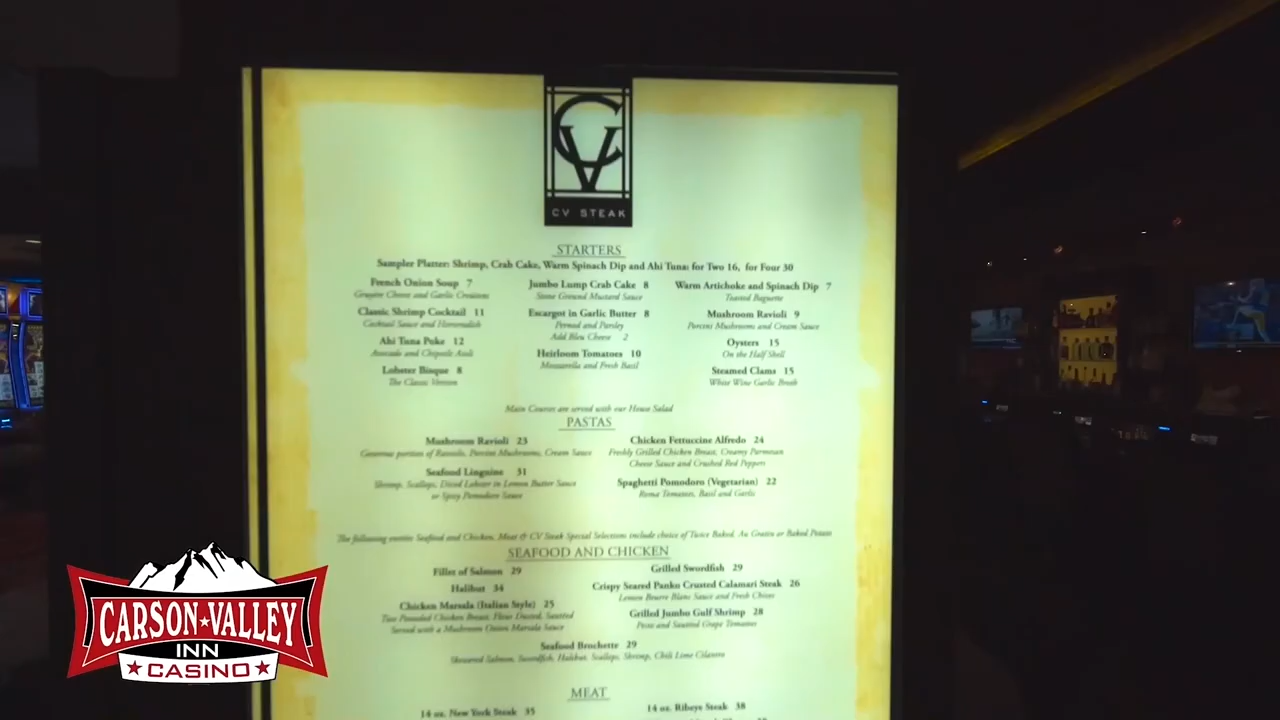 CV
CV STEAK
STARTERS
Sampler Platter: Shrimp, Crab Cake, Warm Spinach Dip and Ahi Tuna: for Two 16, for Four 30
French Onion Soup 7
Gruyere Cheese and Garlic Croutons
Classic Shrimp Cocktail 11
Cocktail Sauce and Horseradish
Ahi Tuna Poke 12
Avocado and Chipotle Aioli
Lobster Bisque 8
The Classic Version
Jumbo Lump Crab Cake 8
Stone Ground Mustard Sauce
Escargot in Garlic Butter 8
Pernod and Parsley
Add Bleu Cheese 2
Heirloom Tomatoes 10
Mozzarella and Fresh Basil
Warm Artichoke and Spinach Dip 7
Toasted Baguette
Mushroom Ravioli 9
Porcini Mushrooms and Cream Sauce
Oysters 15
On the Half Shell
Steamed Clams 15
White Wine Garlic Broth
Main Courses are served with our House Salad
PASTAS
Mushroom Ravioli 23
Generous portion of Raviolis, Porcini Mushrooms, Cream Sauce
Seafood Linguine 31
Shrimp, Scallops, Diced Lobster in Lemon Butter Sauce
or Spicy Pomodoro Sauce
Chicken Fettuccine Alfredo 24
Freshly Grilled Chicken Breast, Creamy Parmesan
Cheese Sauce and Crushed Red Peppers
Spaghetti Pomodoro (Vegetarian) 22
Roma Tomatoes, Basil and Garlic
The following entrées Seafood and Chicken, Meat & CV Steak Special Selections include choice of Twice Baked, Au Gratin or Baked Potato
SEAFOOD AND CHICKEN
Fillet of Salmon 29
Halibut 34
Chicken Marsala (Italian Style) 25
Two Pounded Chicken Breast, Flour Dusted, Sautéed
Served with a Mushroom Onion Marsala Sauce
Grilled Swordfish 29
Crispy Seared Panko Crusted Calamari Steak 26
Lemon Beurre Blanc Sauce and Fresh Chives
Grilled Jumbo Gulf Shrimp 28
Pesto and Sautéed Grape Tomatoes
Seafood Brochette 29
Skewered Salmon, Swordfish, Halibut, Scallops, Shrimp, Chili Lime Cilantro
MEAT
14 oz. New York Steak 35
14 oz. Ribeye Steak 38
CARSON★VALLEY
INN
★CASINO★